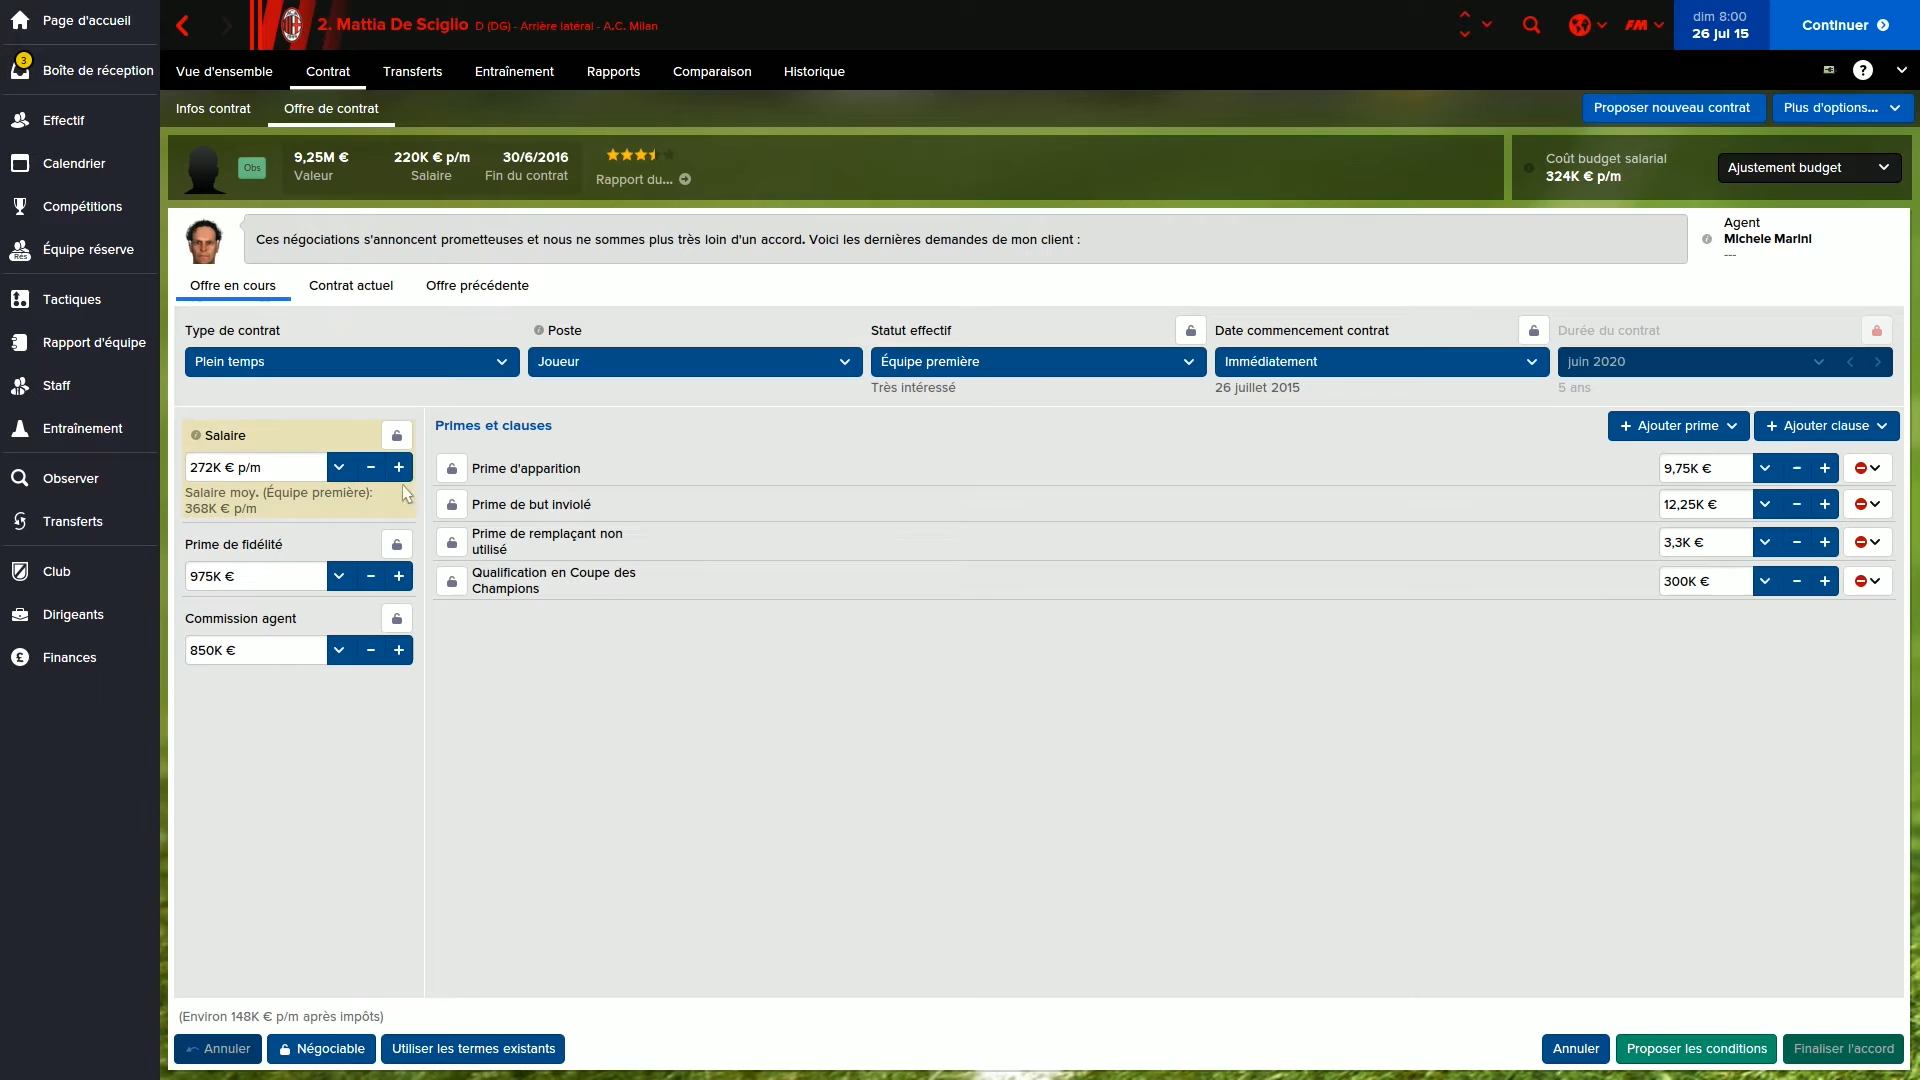 Page d'accueil
3
Boîte de réception
Effectif
Calendrier
Compétitions
Rés
Équipe réserve
Tactiques
Rapport d'équipe
Staff
Entraînement
Observer
Transferts
Club
Dirigeants
Finances
2. Mattia De Sciglio D (DG) - Arrière latéral - A.C. Milan
FM
dim 8:00
26 jul 15
Continuer
Vue d'ensemble Contrat Transferts Entraînement Rapports Comparaison Historique
?
Infos contrat Offre de contrat
Proposer nouveau contrat Plus d'options...
Obs
9,25M € 220K € p/m 30/6/2016
Valeur Salaire Fin du contrat Rapport du...
Coût budget salarial
324K € p/m
Ajustement budget
Ces négociations s'annoncent prometteuses et nous ne sommes plus très loin d'un accord. Voici les dernières demandes de mon client :
Agent
Michele Marini
---
Offre en cours Contrat actuel Offre précédente
Type de contrat Poste Statut effectif Date commencement contrat Durée du contrat
Plein temps Joueur Équipe première Immédiatement juin 2020
Très intéressé 26 juillet 2015 5 ans
Salaire
272K € p/m
Salaire moy. (Équipe première):
368K € p/m
Prime de fidélité
975K €
Commission agent
850K €
Primes et clauses
+ Ajouter prime + Ajouter clause
Prime d'apparition 9,75K €
Prime de but inviolé 12,25K €
Prime de remplaçant non
utilisé
3,3K €
Qualification en Coupe des
Champions
300K €
(Environ 148K € p/m après impôts)
Annuler Négociable Utiliser les termes existants
Annuler Proposer les conditions Finaliser l'accord